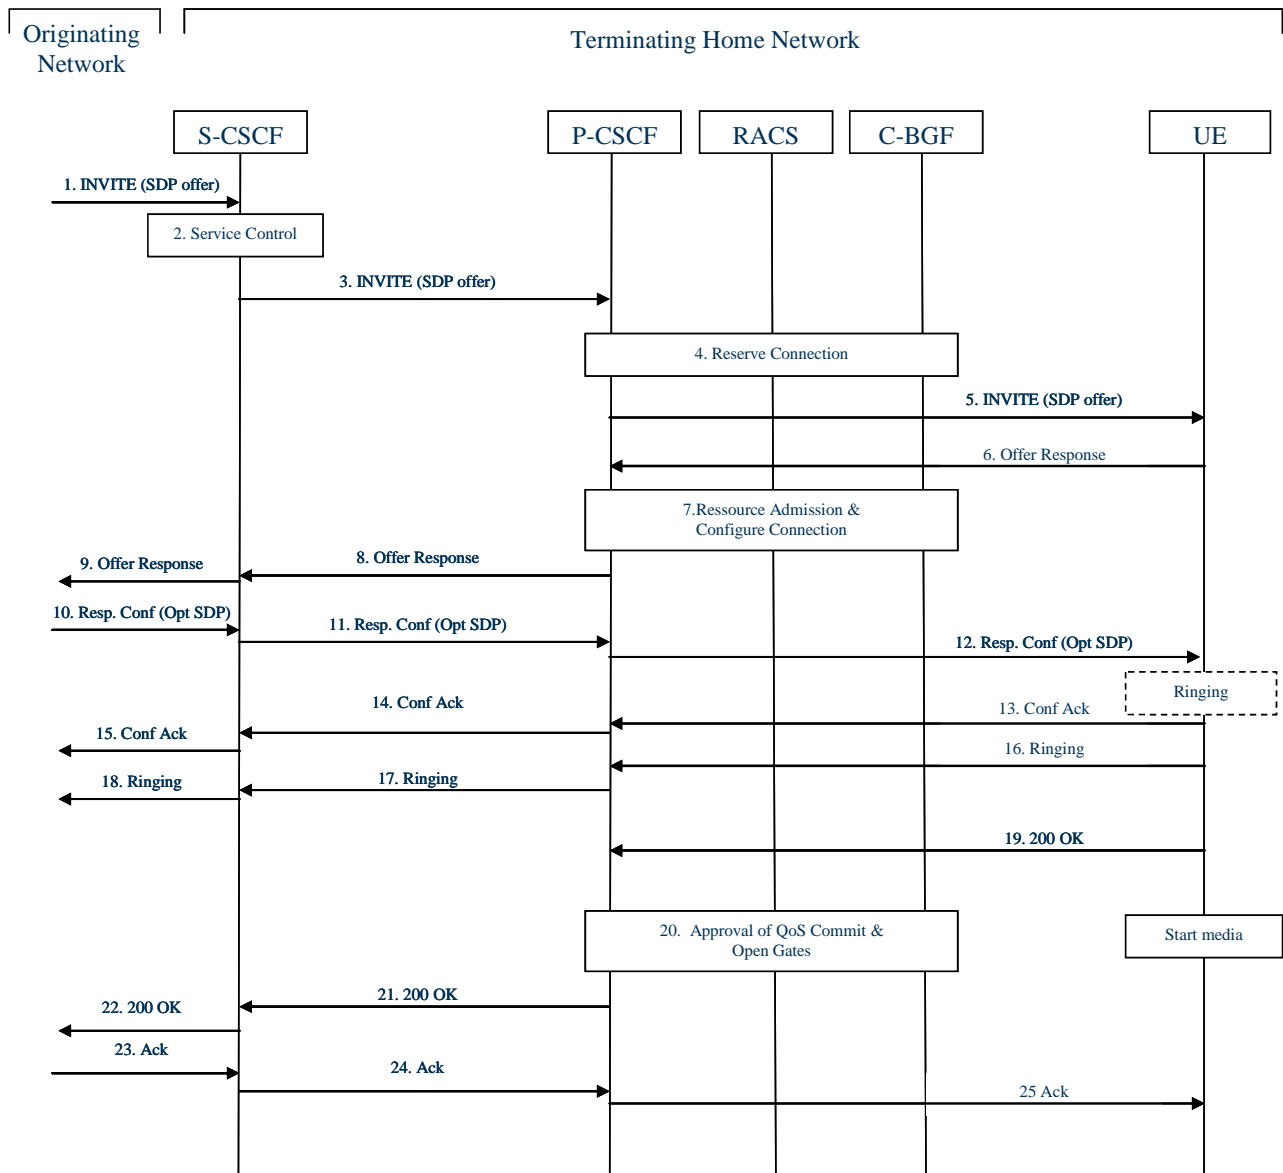 Originating
Network
Terminating Home Network
S-CSCF
P-CSCF
RACS
C-BGF
UE
1. INVITE (SDP offer)
2. Service Control
3. INVITE (SDP offer)
4. Reserve Connection
5. INVITE (SDP offer)
6. Offer Response
7.Ressource Admission &
Configure Connection
8. Offer Response
9. Offer Response
10. Resp. Conf (Opt SDP)
11. Resp. Conf (Opt SDP)
12. Resp. Conf (Opt SDP)
Ringing
13. Conf Ack
14. Conf Ack
15. Conf Ack
16. Ringing
17. Ringing
18. Ringing
19. 200 OK
20. Approval of QoS Commit &
Open Gates
Start media
21. 200 OK
22. 200 OK
23. Ack
24. Ack
25 Ack